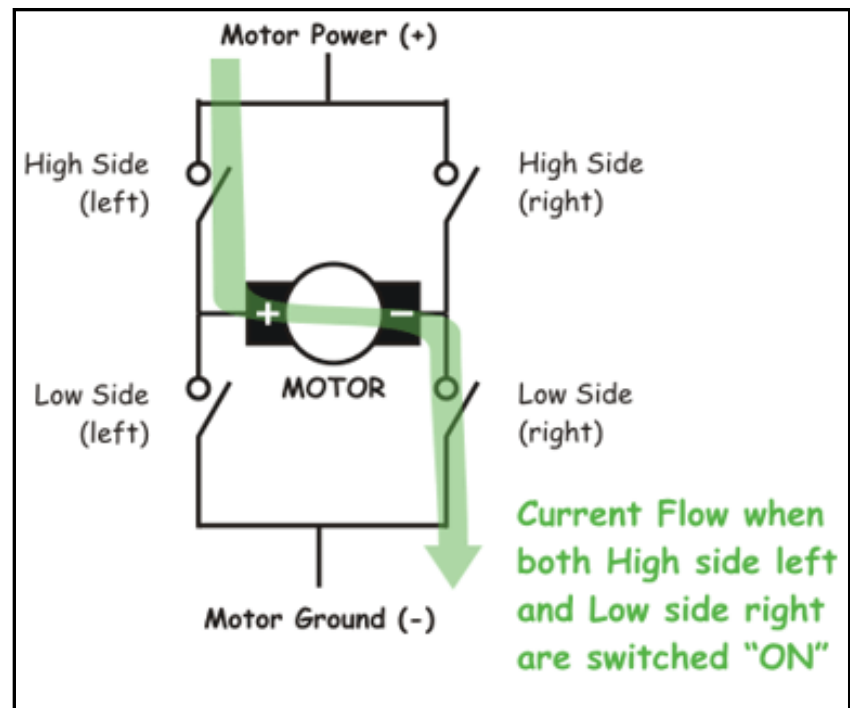 Motor Power (+)
High Side
(left)
High Side
(right)
+
−
MOTOR
Low Side
(left)
Low Side
(right)
Current Flow when
both High side left
and Low side right
are switched “ON”
Motor Ground (-)